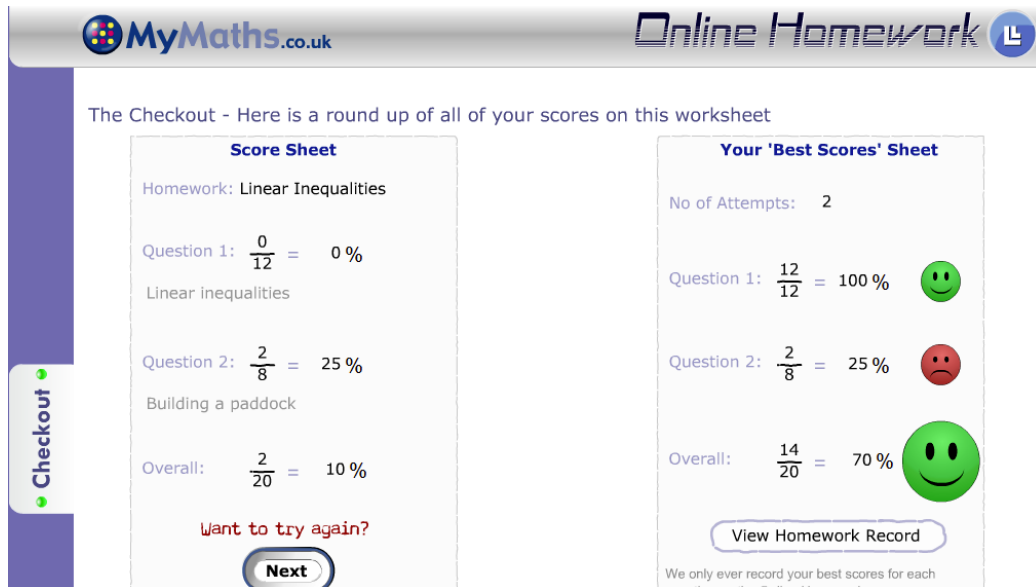 MyMaths.co.uk
Online Homework
The Checkout - Here is a round up of all of your scores on this worksheet
Score Sheet
Homework: Linear Inequalities
Question 1: 0/12 = 0 %
Linear inequalities
Question 2: 2/8 = 25 %
Building a paddock
Overall: 2/20 = 10 %
Want to try again?
Next
Your 'Best Scores' Sheet
No of Attempts: 2
Question 1: 12/12 = 100 %
Question 2: 2/8 = 25 %
Overall: 14/20 = 70 %
View Homework Record
We only ever record your best scores for each
Checkout